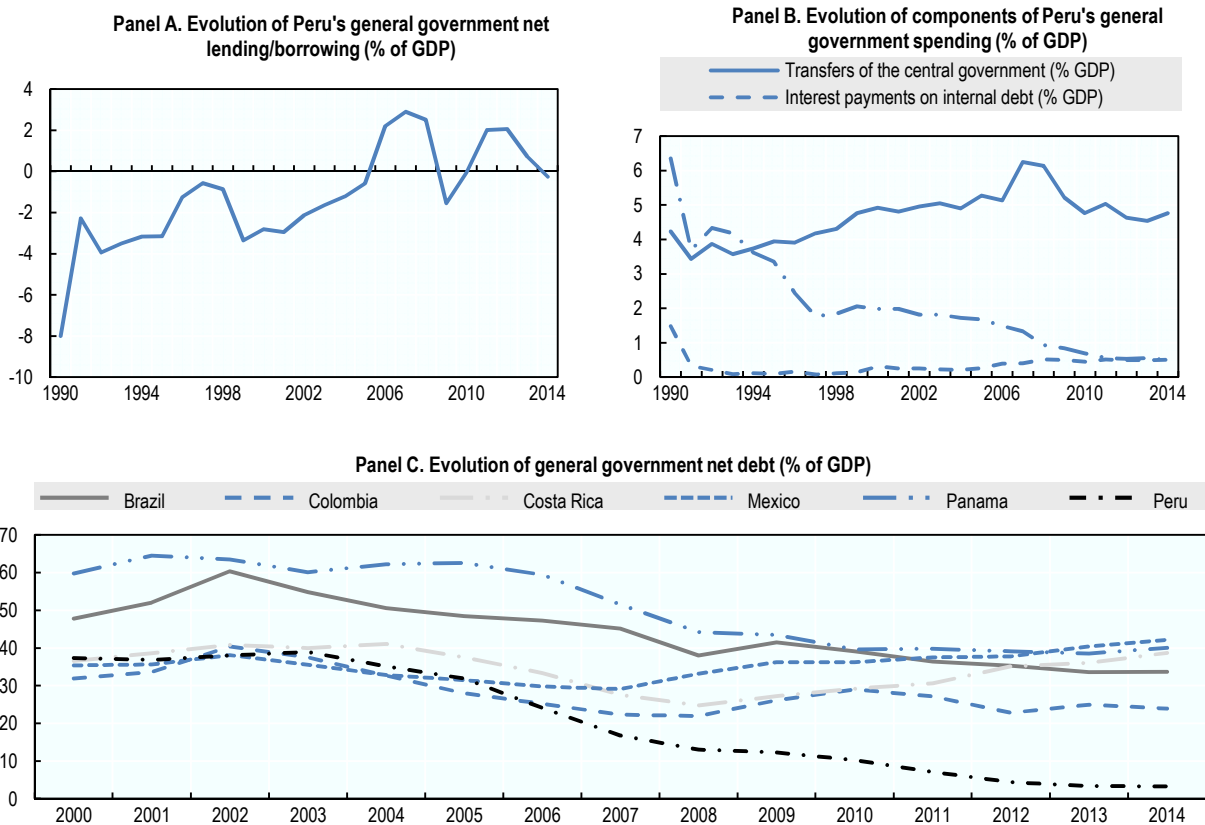 Panel A. Evolution of Peru's general government net
lending/borrowing (% of GDP)
4
2
0
-2
-4
-6
-8
-10
1990 1994 1998 2002 2006 2010 2014
Panel B. Evolution of components of Peru's general
government spending (% of GDP)
Transfers of the central government (% GDP)
Interest payments on internal debt (% GDP)
7
6
5
4
3
2
1
0
1990 1994 1998 2002 2006 2010 2014
Panel C. Evolution of general government net debt (% of GDP)
Brazil Colombia Costa Rica Mexico Panama Peru
70
60
50
40
30
20
10
0
2000 2001 2002 2003 2004 2005 2006 2007 2008 2009 2010 2011 2012 2013 2014